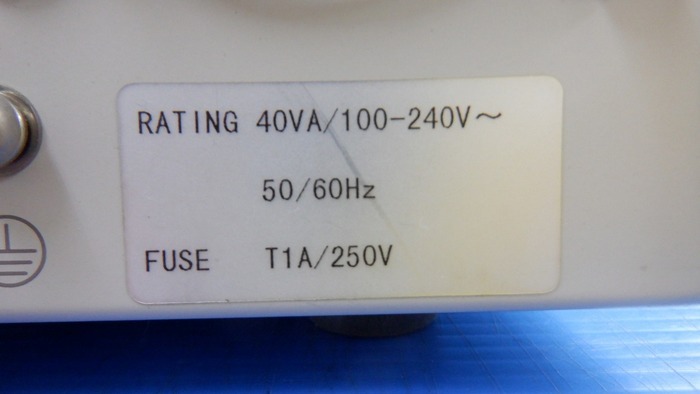 RATING 40VA/100-240V～
50/60Hz
FUSE T1A/250V